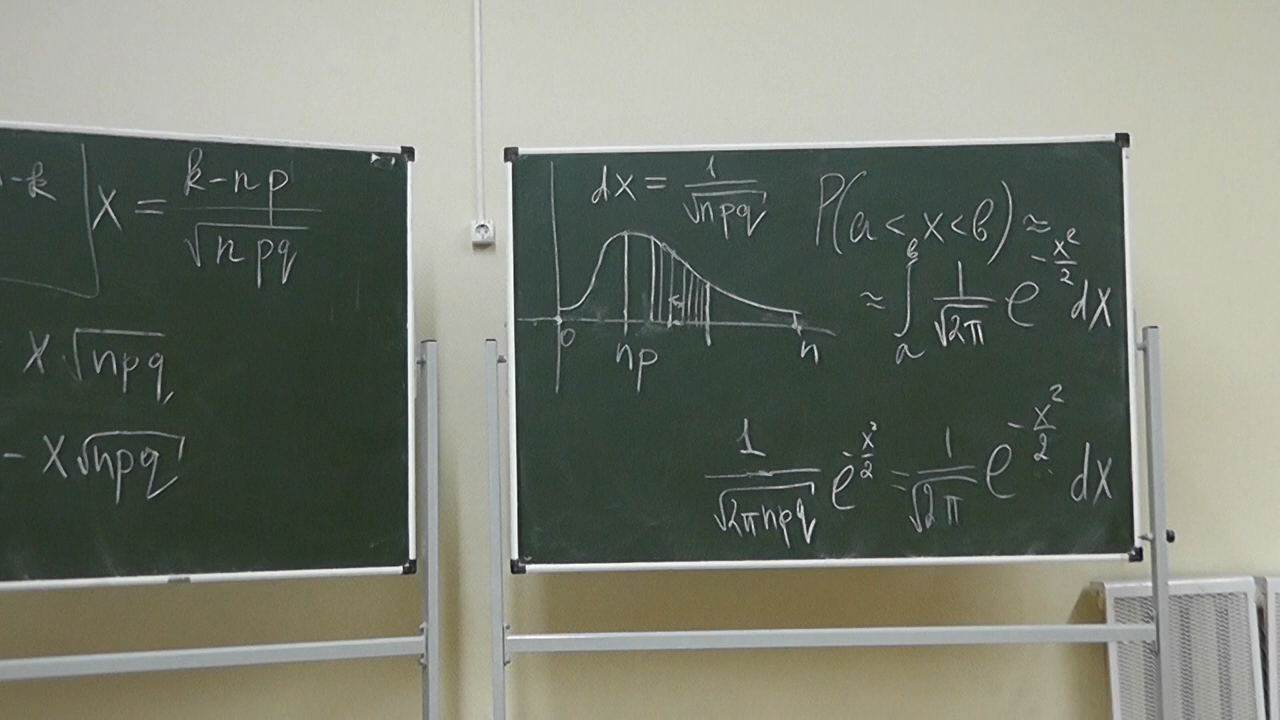 -k
x = (k-np)/√(npq)
x√(npq)
- x√(npq)
dx = 1/√(npq)
P(a < x < b) ≈
≈ ∫_a^b 1/√(2π) e^(-x²/2) dx
0 np n
1/√(2πnpq) e^(-x²/2) = 1/√(2π) e^(-x²/2) dx